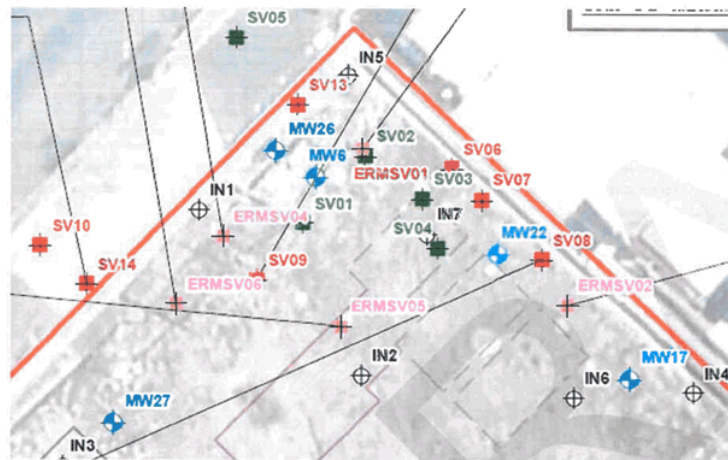 SV05
IN5
SV13
MW26
SV02
MW6
ERMSV01
SV06
SV03
SV07
IN1
SV01
IN7
ERMSV04
SV04
MW22
SV10
SV14
SV09
SV08
ERMSV06
ERMSV05
ERMSV02
IN2
MW17
MW27
IN6
IN4
IN3